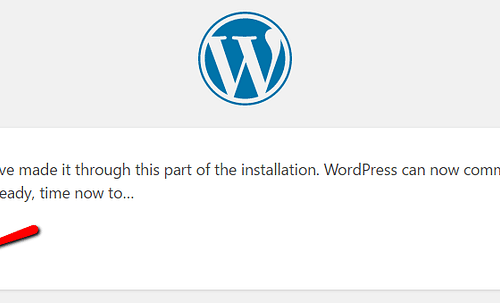 ve made it through this part of the installation. WordPress can now comm
eady, time now to...